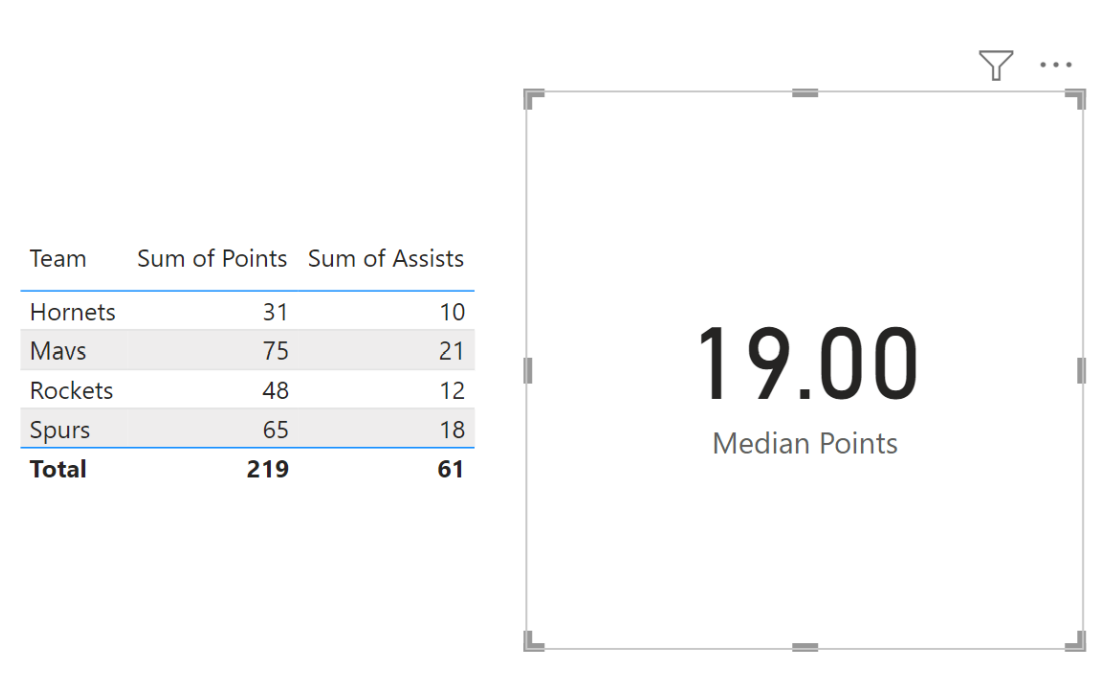 Team Sum of Points Sum of Assists
Hornets 31 10
Mavs 75 21
Rockets 48 12
Spurs 65 18
Total 219 61
19.00
Median Points